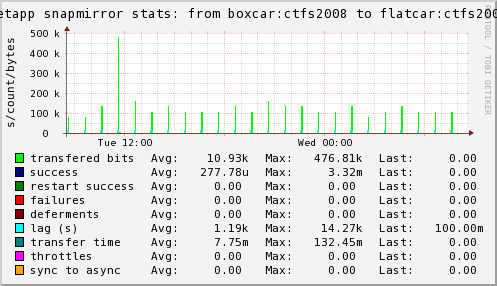 etapp snapmirror stats: from boxcar:ctfs2008 to flatcar:ctfs200
RRDTOOL / TOBI OETIKER
s/count/bytes
500 k
400 k
300 k
200 k
100 k
0
Tue 12:00 Wed 00:00
transfered bits Avg: 10.93k Max: 476.81k Last: 0.00
success Avg: 277.78u Max: 3.32m Last: 0.00
restart success Avg: 0.00 Max: 0.00 Last: 0.00
failures Avg: 0.00 Max: 0.00 Last: 0.00
deferments Avg: 0.00 Max: 0.00 Last: 0.00
lag (s) Avg: 1.19k Max: 14.27k Last: 100.00m
transfer time Avg: 7.75m Max: 132.45m Last: 0.00
throttles Avg: 0.00 Max: 0.00 Last: 0.00
sync to async Avg: 0.00 Max: 0.00 Last: 0.00